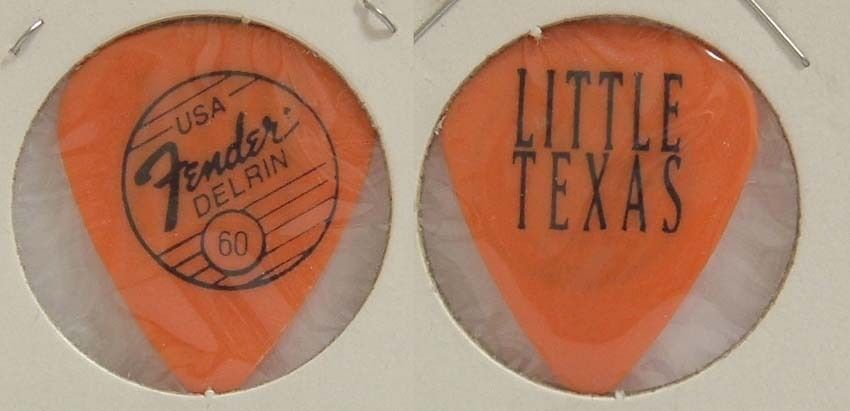 USA
Fender
DELRIN
60
LITTLE
TEXAS